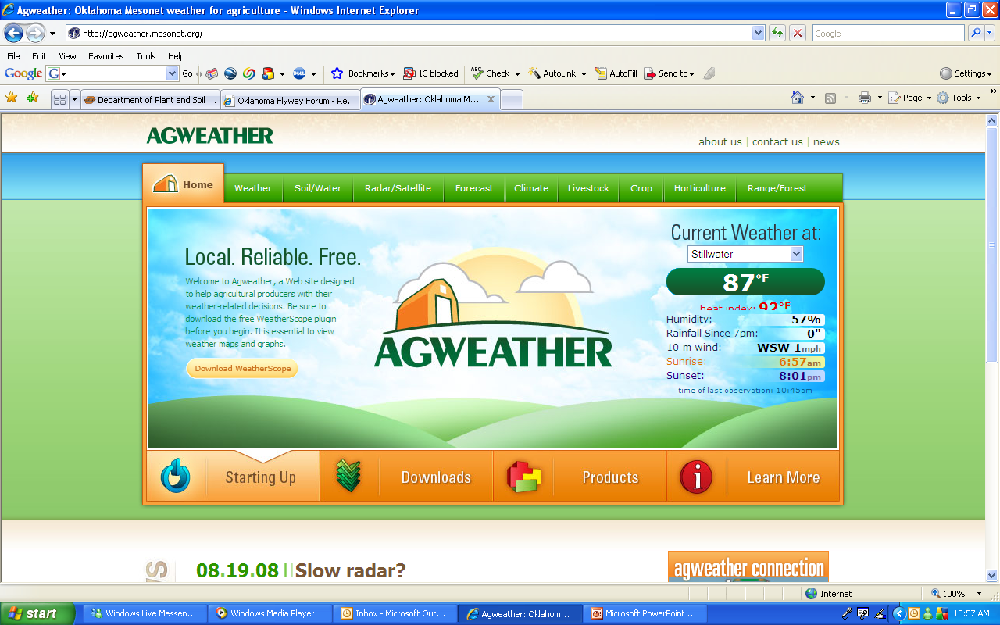 Agweather: Oklahoma Mesonet weather for agriculture - Windows Internet Explorer
http://agweather.mesonet.org/
Google
File Edit View Favorites Tools Help
Google G Go Bookmarks 13 blocked ABC Check AutoLink AutoFill Send to Settings
Department of Plant and Soil ... Oklahoma Flyway Forum - Re... Agweather: Oklahoma M... Page Tools
AGWEATHER
about us | contact us | news
Home Weather Soil/Water Radar/Satellite Forecast Climate Livestock Crop Horticulture Range/Forest
Local. Reliable. Free.
Welcome to Agweather, a Web site designed
to help agricultural producers with their
weather-related decisions. Be sure to
download the free WeatherScope plugin
before you begin. It is essential to view
weather maps and graphs.
Download WeatherScope
AGWEATHER
Current Weather at:
Stillwater
87°F
heat index: 92°F
Humidity: 57%
Rainfall Since 7pm: 0"
10-m wind: WSW 1mph
Sunrise: 6:57am
Sunset: 8:01pm
time of last observation: 10:45am
Starting Up Downloads Products Learn More
08.19.08 || Slow radar?
agweather connection
Internet 100%
start Windows Live Messen... Windows Media Player Inbox - Microsoft Out... Agweather: Oklahom... Microsoft PowerPoint ... 10:57 AM